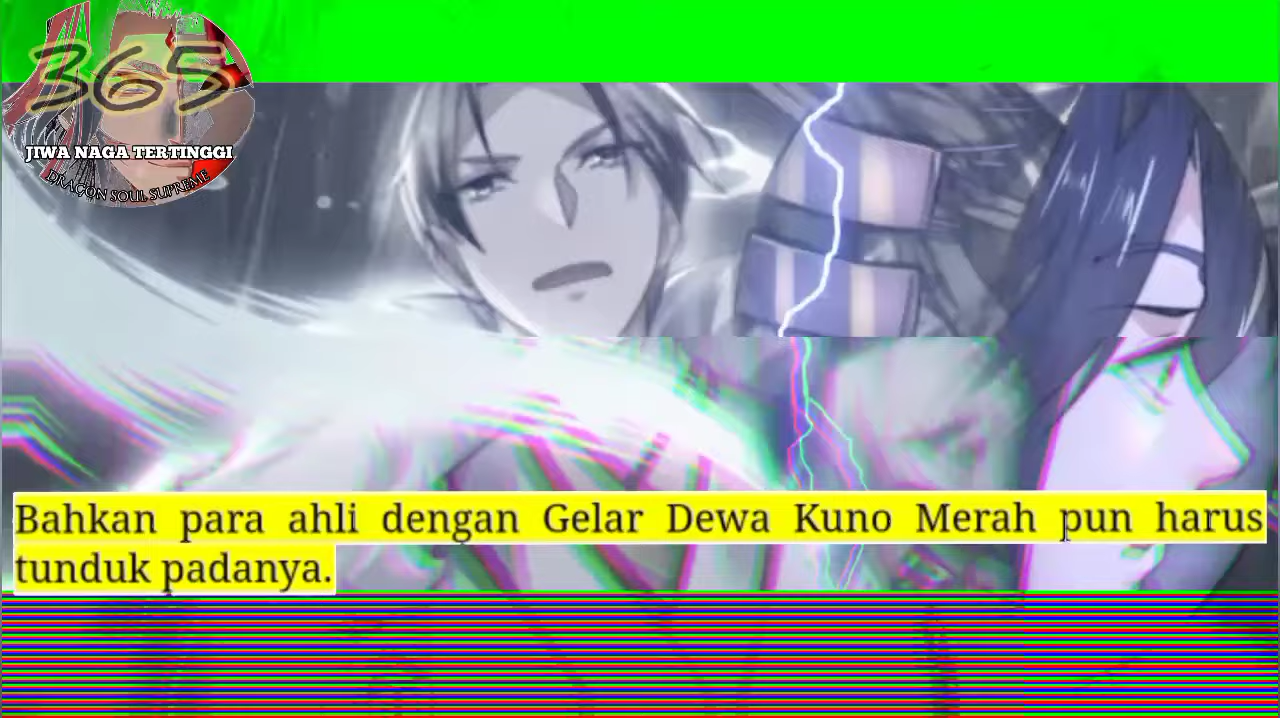 365
JIWA NAGA TERTINGGI
DRAGON SOUL SUPREME
Bahkan para ahli dengan Gelar Dewa Kuno Merah pun harus
tunduk padanya.